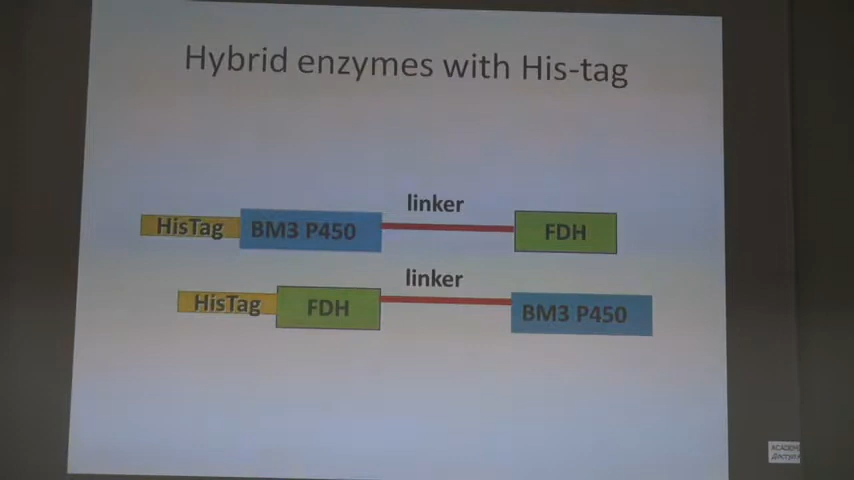 Hybrid enzymes with His-tag
linker
HisTag BM3 P450 FDH
linker
HisTag FDH BM3 P450